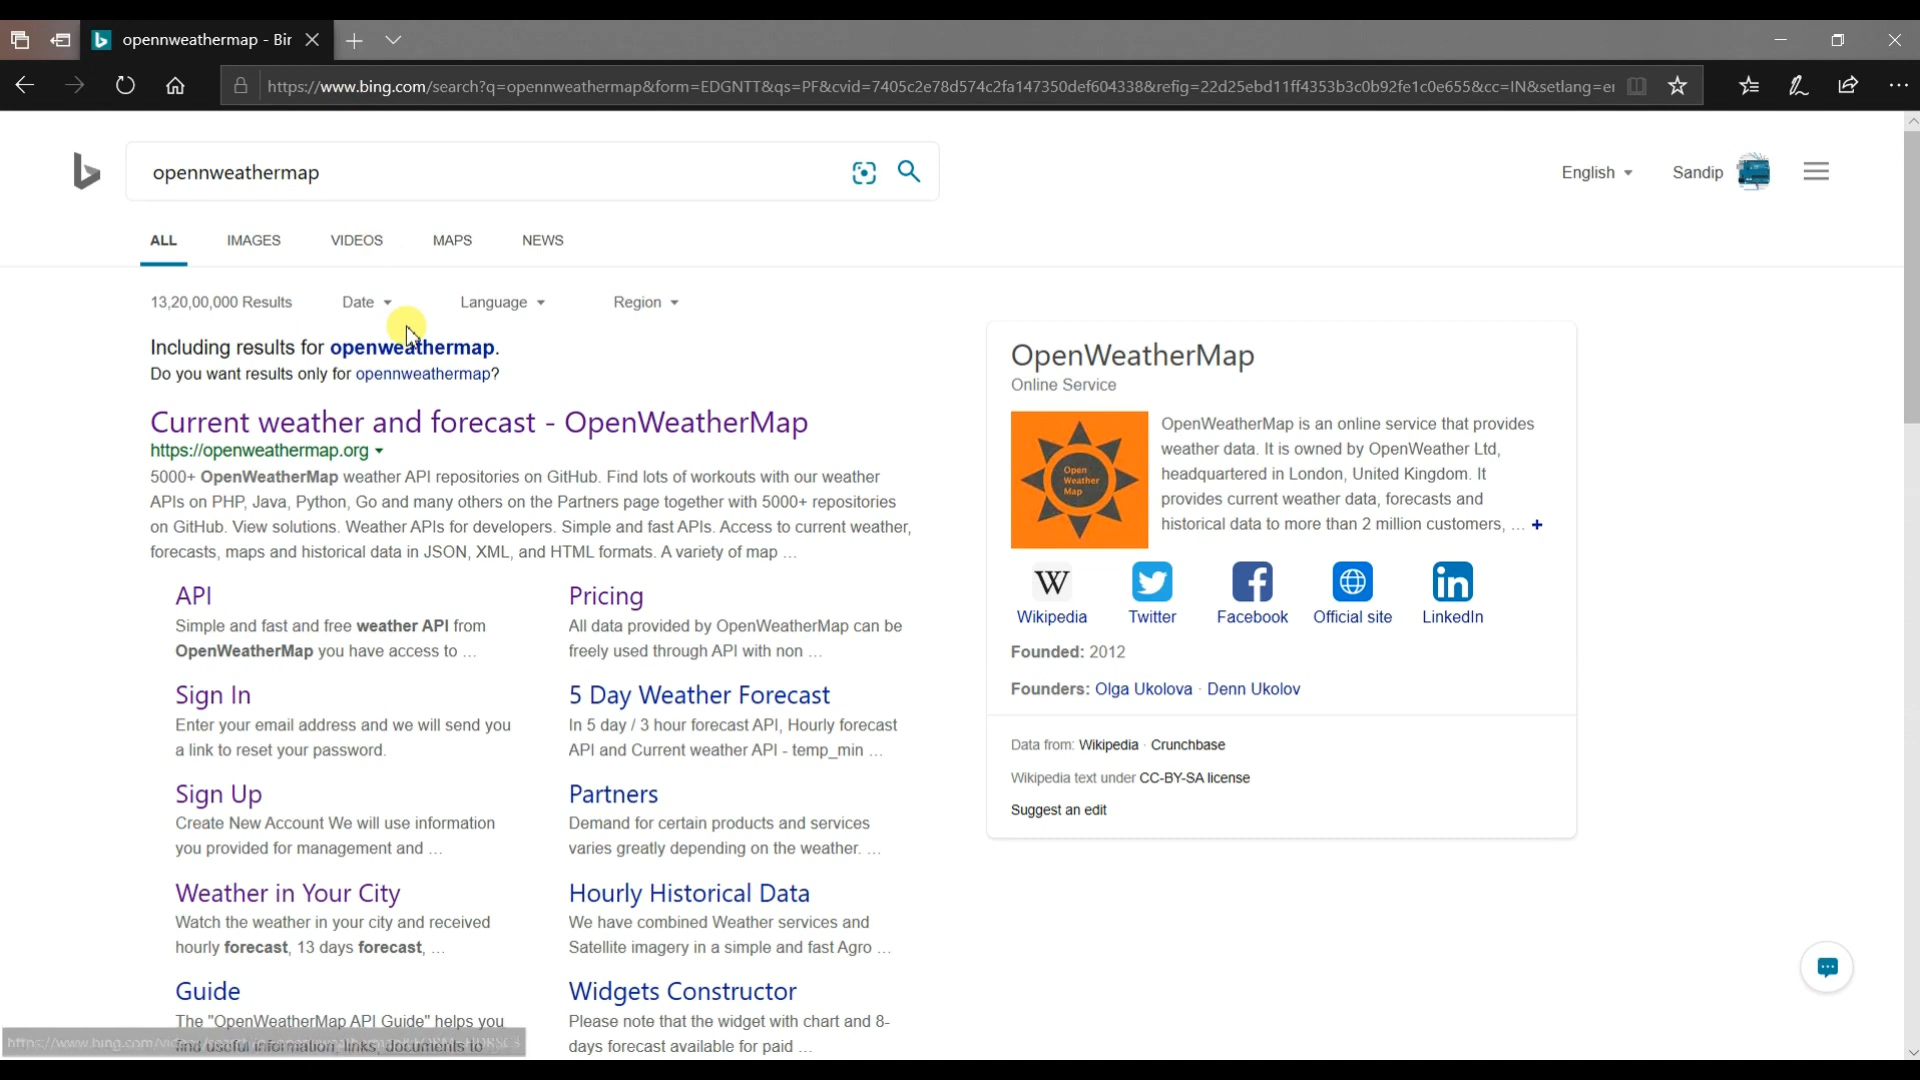 opennweathermap - Bir
https://www.bing.com/search?q=opennweathermap&form=EDGNTT&qs=PF&cvid=7405c2e78d574c2fa147350def604338&refig=22d25ebd11ff4353b3c0b92fe1c0e655&cc=IN&setlang=er
opennweathermap
English
Sandip
ALL IMAGES VIDEOS MAPS NEWS
13,20,00,000 Results Date Language Region
Including results for openweathermap.
Do you want results only for opennweathermap?
Current weather and forecast - OpenWeatherMap
https://openweathermap.org
5000+ OpenWeatherMap weather API repositories on GitHub. Find lots of workouts with our weather
APIs on PHP, Java, Python, Go and many others on the Partners page together with 5000+ repositories
on GitHub. View solutions. Weather APIs for developers. Simple and fast APIs. Access to current weather,
forecasts, maps and historical data in JSON, XML, and HTML formats. A variety of map ...
API
Simple and fast and free weather API from
OpenWeatherMap you have access to ...
Pricing
All data provided by OpenWeatherMap can be
freely used through API with non ...
Sign In
Enter your email address and we will send you
a link to reset your password.
5 Day Weather Forecast
In 5 day / 3 hour forecast API, Hourly forecast
API and Current weather API - temp_min ...
Sign Up
Create New Account We will use information
you provided for management and ...
Partners
Demand for certain products and services
varies greatly depending on the weather. ...
Weather in Your City
Watch the weather in your city and received
hourly forecast, 13 days forecast, ...
Hourly Historical Data
We have combined Weather services and
Satellite imagery in a simple and fast Agro ...
Guide
The "OpenWeatherMap API Guide" helps you
find useful information, links, documents to
Widgets Constructor
Please note that the widget with chart and 8-
days forecast available for paid ...
OpenWeatherMap
Online Service
Open
Weather
Map
OpenWeatherMap is an online service that provides
weather data. It is owned by OpenWeather Ltd,
headquartered in London, United Kingdom. It
provides current weather data, forecasts and
historical data to more than 2 million customers, ... +
W
in
Wikipedia Twitter Facebook Official site LinkedIn
Founded: 2012
Founders: Olga Ukolova · Denn Ukolov
Data from: Wikipedia · Crunchbase
Wikipedia text under CC-BY-SA license
Suggest an edit